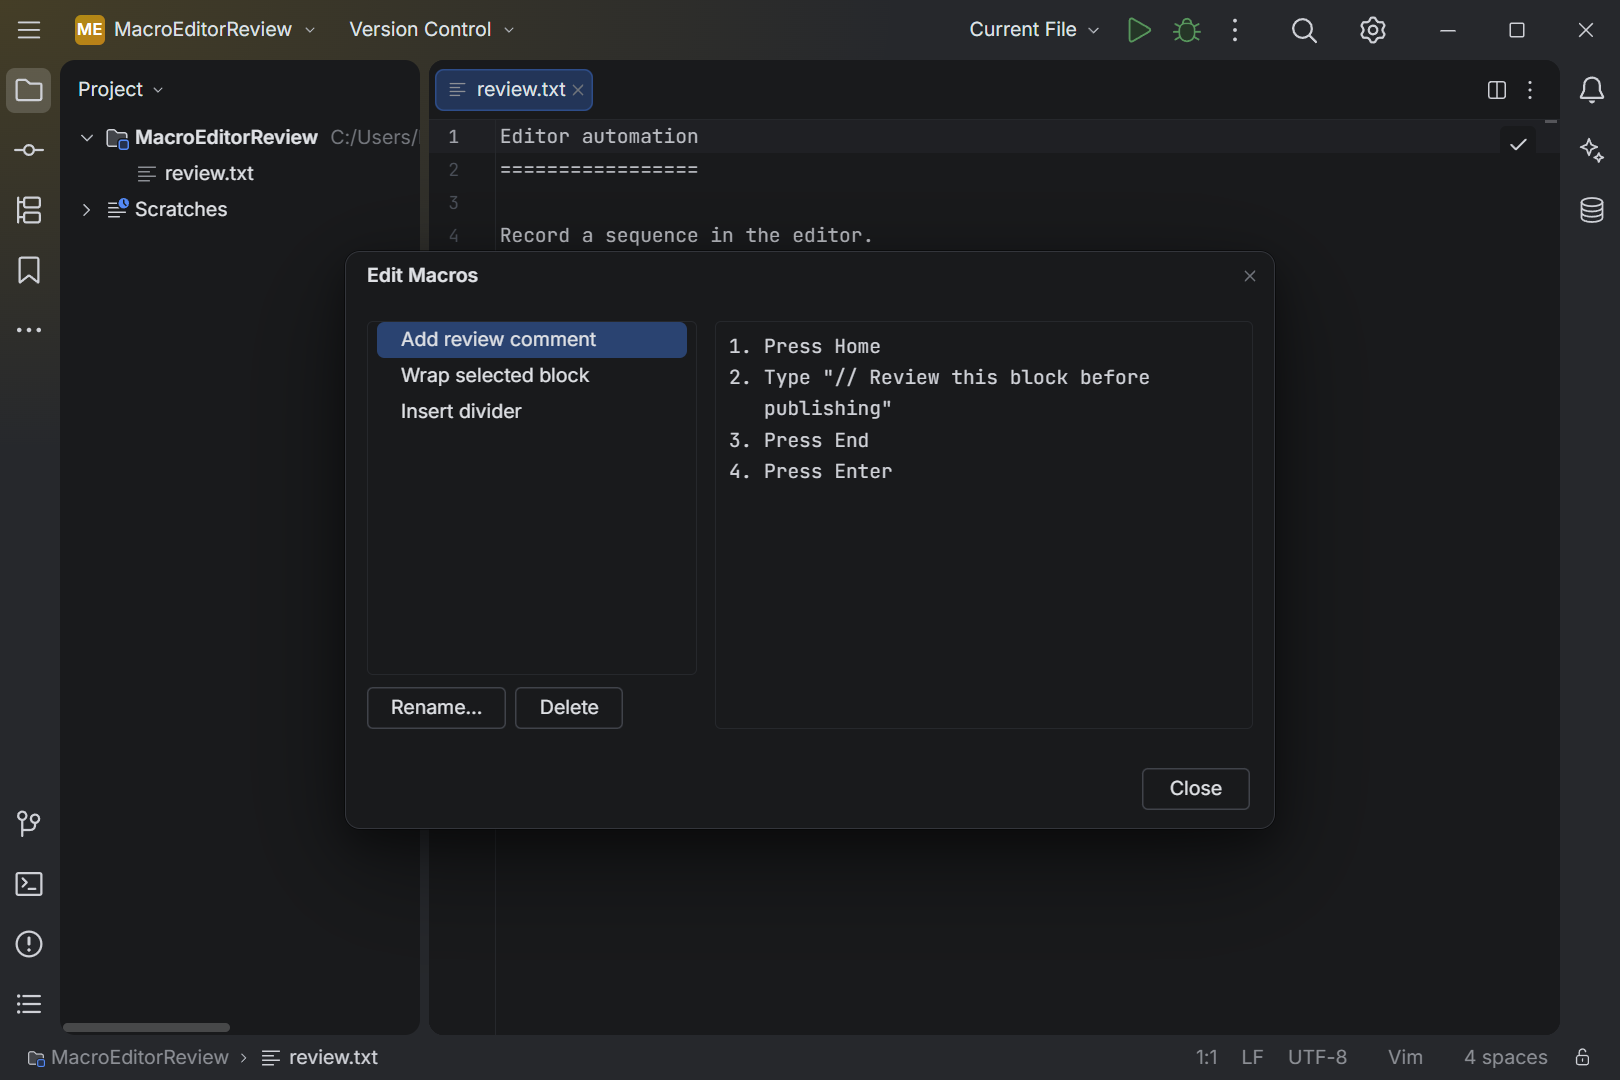 ME MacroEditorReview Version Control Current File
Project
review.txt
MacroEditorReview C:/Users/
review.txt
Scratches
1 Editor automation
2 =================
3
4 Record a sequence in the editor.
Edit Macros
Add review comment
Wrap selected block
Insert divider
1. Press Home
2. Type "// Review this block before
publishing"
3. Press End
4. Press Enter
Rename...
Delete
Close
MacroEditorReview › review.txt
1:1 LF UTF-8 Vim 4 spaces